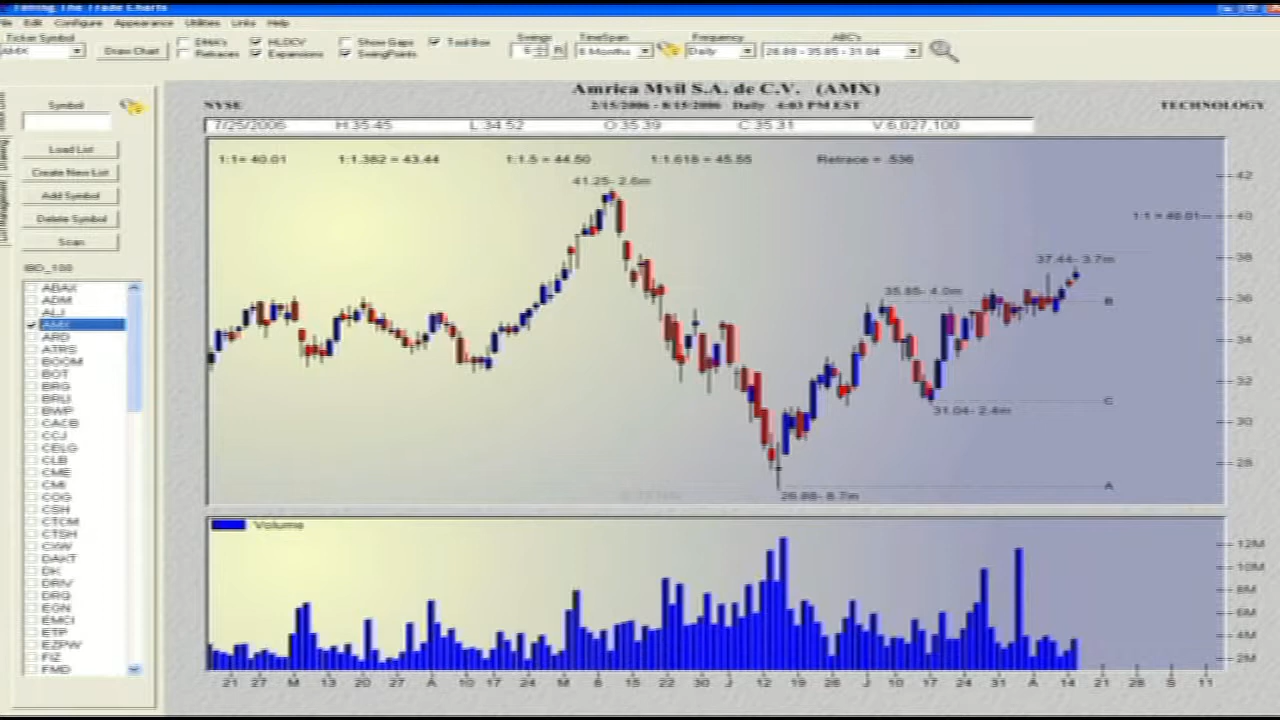 Timing The Trade Charts
File Edit Configure Appearance Utilities Links Help
Ticker Symbol Swings TimeSpan Frequency ABC's
AMX Draw Chart DMA's HLOCV Show Gaps Tool Box 5 R 6 Months Daily 26.88 - 35.85 - 31.04
Retraces Expansions SwingPoints
Amrica Mvil S.A. de C.V. (AMX)
NYSE 2/15/2006 - 8/15/2006 Daily 4:03 PM EST TECHNOLOGY
7/25/2006 H:35.45 L:34.52 O:35.39 C:35.31 V:6,027,100
Symbol
Load List
Create New List
Add Symbol
Delete Symbol
Scan
IBD_100
ABAX
ADM
ALJ
AMX
ARD
ATRS
BOOM
BOT
BRG
BRLI
BWP
CACB
CCJ
CELG
CLB
CME
CMI
COG
CSH
CTCM
CTSH
CXW
DAKT
DK
DRIV
DRQ
EGN
EMCI
ETP
EZPW
FIZ
FMD
1:1= 40.01 1:1.382 = 43.44 1:1.5 = 44.50 1:1.618 = 45.55 Retrace = .536
41.25- 2.6m
1:1 = 40.01
37.44- 3.7m
35.85- 4.0m
B
C
31.04- 2.4m
A
26.88- 8.7m
42
40
38
36
34
32
30
28
Volume
12M
10M
8M
6M
4M
2M
21 27 M 13 20 27 A 10 17 24 M 8 15 22 30 J 12 19 26 J 10 17 24 31 A 14 21 28 S 11